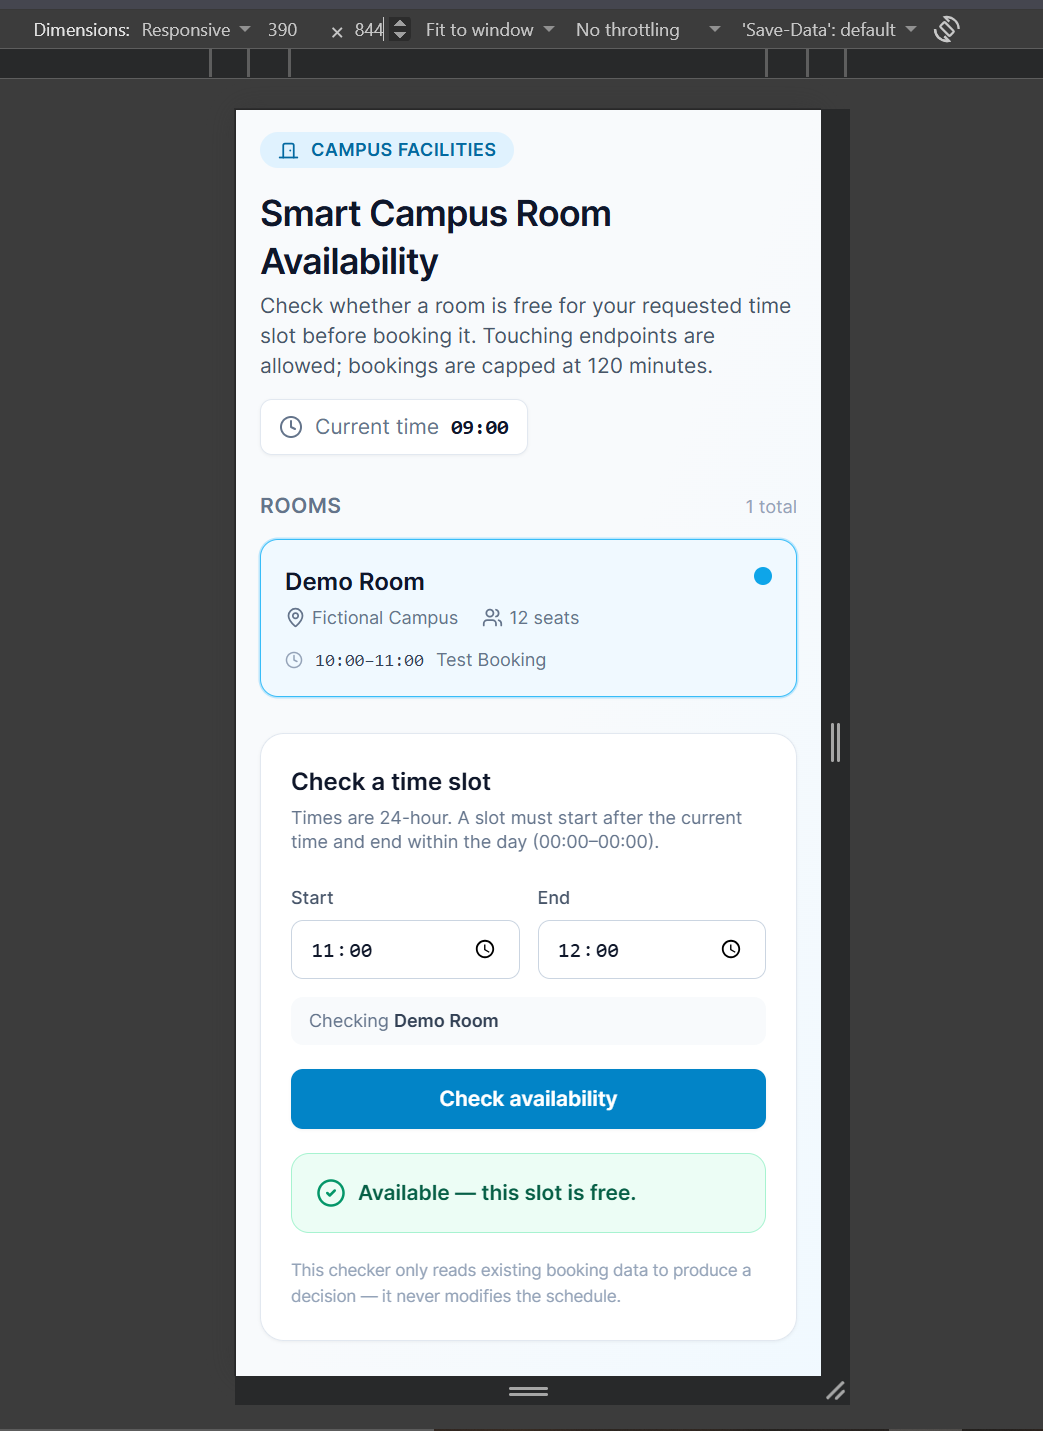 Dimensions: Responsive 390 × 844 Fit to window No throttling 'Save-Data': default
CAMPUS FACILITIES
Smart Campus Room
Availability
Check whether a room is free for your requested time
slot before booking it. Touching endpoints are
allowed; bookings are capped at 120 minutes.
Current time 09:00
ROOMS 1 total
Demo Room
Fictional Campus 12 seats
10:00–11:00 Test Booking
Check a time slot
Times are 24-hour. A slot must start after the current
time and end within the day (00:00–00:00).
Start End
11:00 12:00
Checking Demo Room
Check availability
Available — this slot is free.
This checker only reads existing booking data to produce a
decision — it never modifies the schedule.